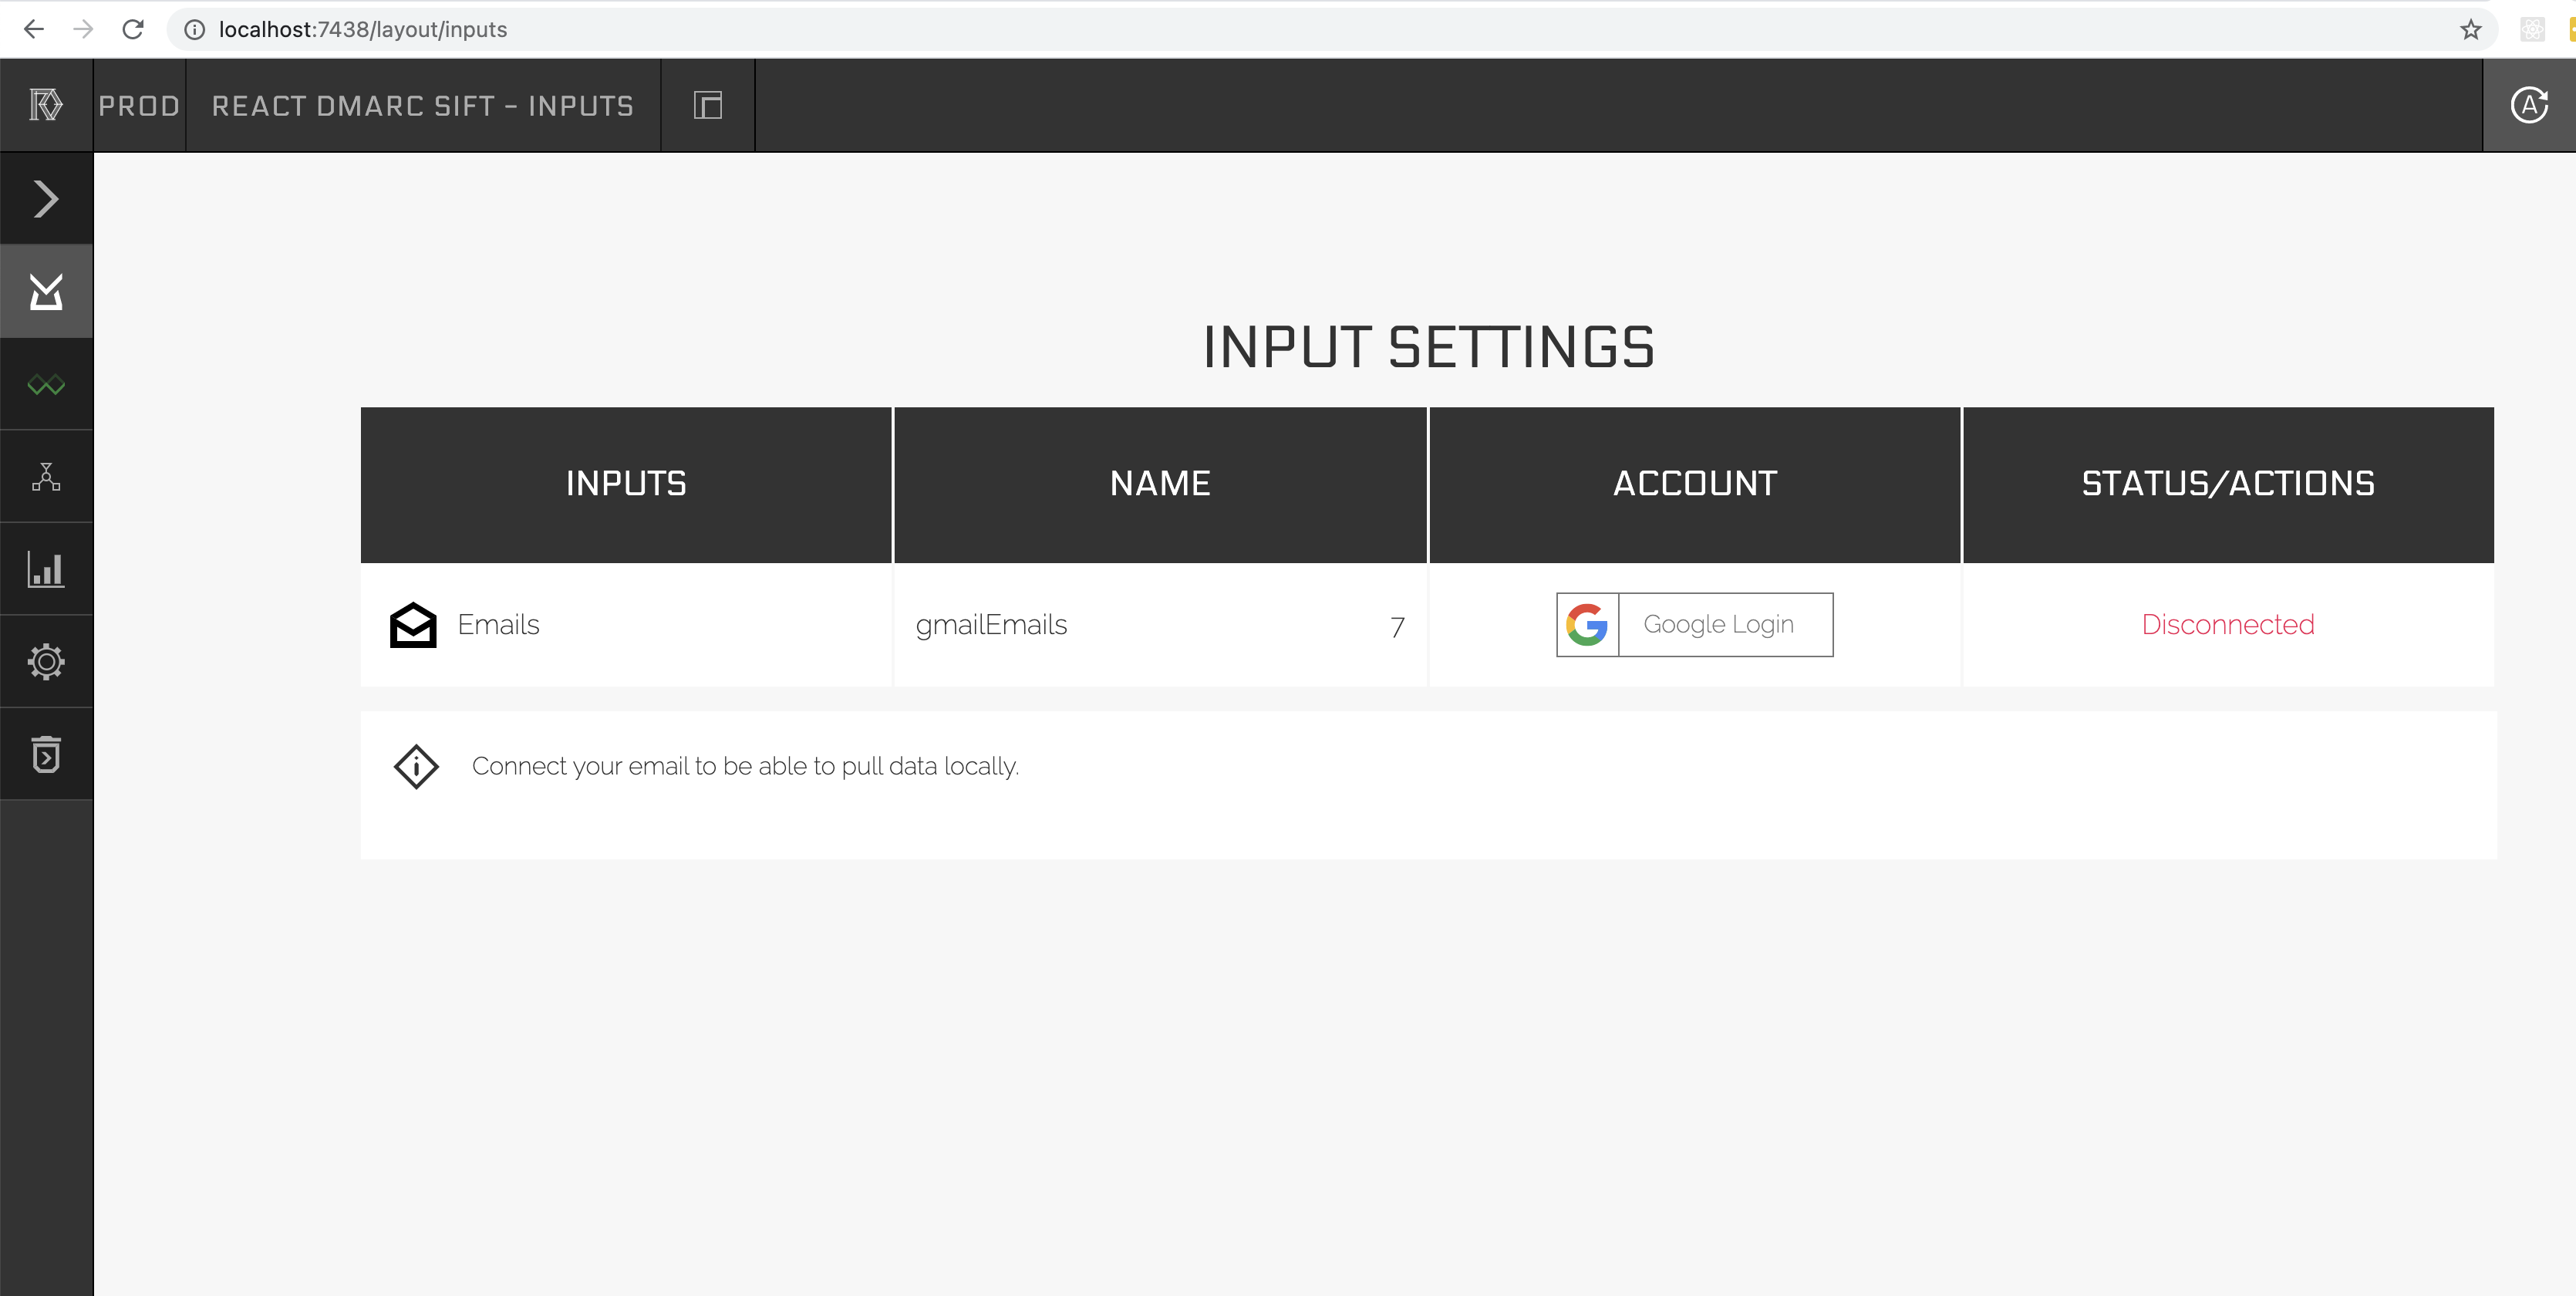 localhost:7438/layout/inputs
PROD
REACT DMARC SIFT - INPUTS
A
INPUT SETTINGS
INPUTS NAME ACCOUNT STATUS/ACTIONS
Emails gmailEmails 7 Google Login Disconnected
Connect your email to be able to pull data locally.